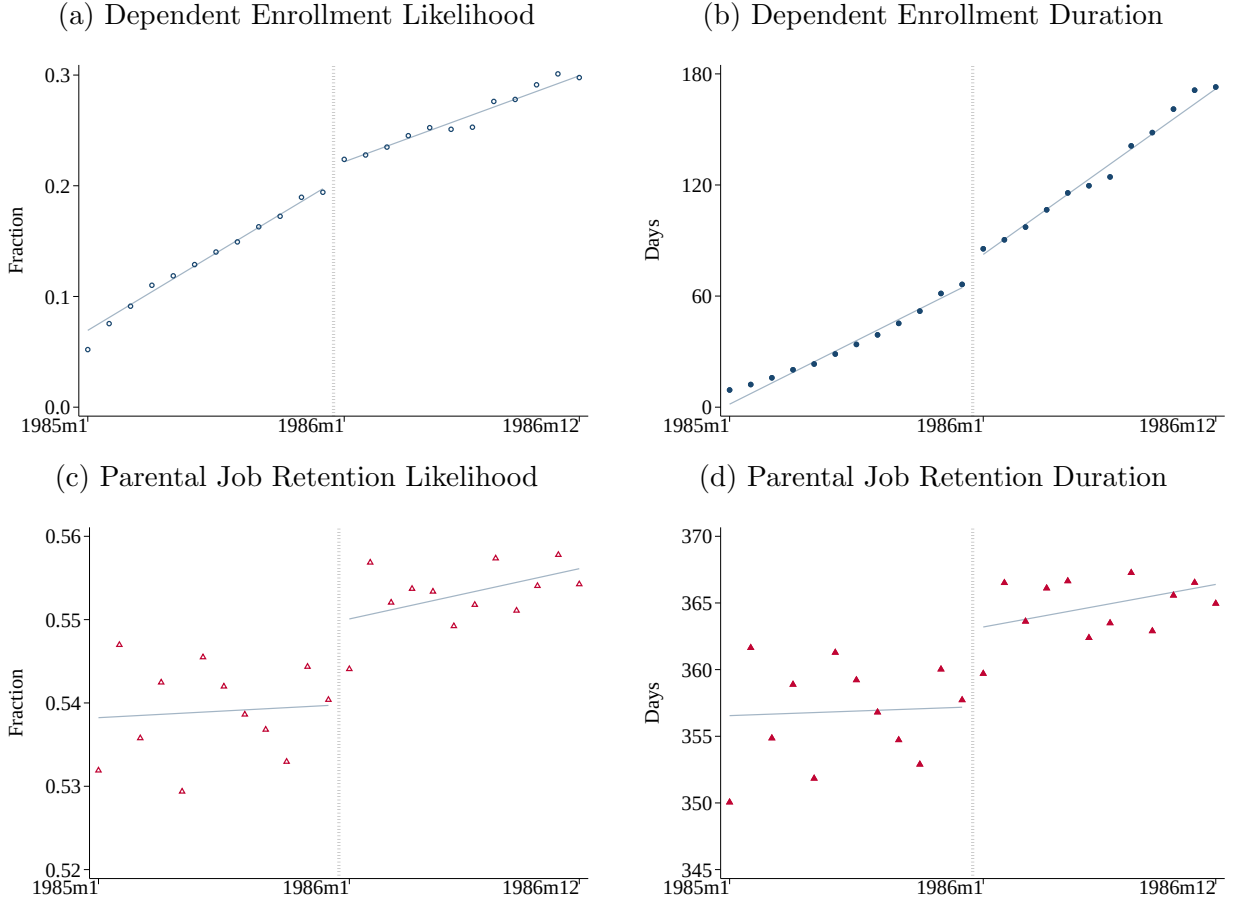 (a) Dependent Enrollment Likelihood
0.3
0.2
0.1
0.0
Fraction
1985m1
1986m1
1986m12
(b) Dependent Enrollment Duration
180
120
60
0
Days
1985m1
1986m1
1986m12
(c) Parental Job Retention Likelihood
0.56
0.55
0.54
0.53
0.52
Fraction
1985m1
1986m1
1986m12
(d) Parental Job Retention Duration
370
365
360
355
350
345
Days
1985m1
1986m1
1986m12